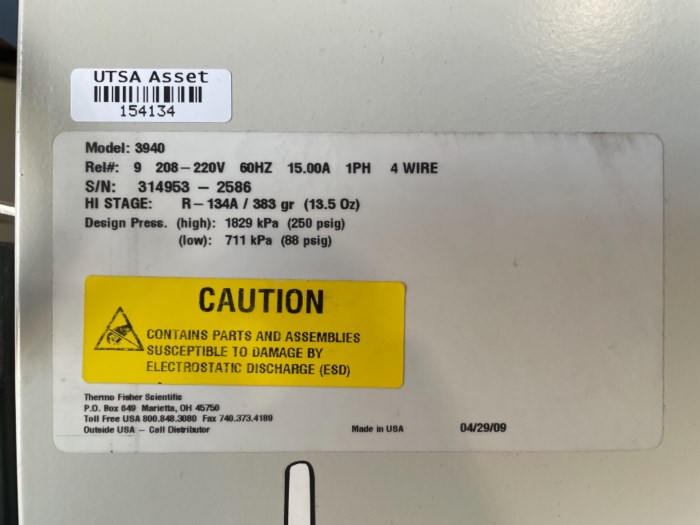 UTSA Asset
154134
Model: 3940
Rel#: 9 208-220V 60HZ 15.00A 1PH 4 WIRE
S/N: 314953 - 2586
HI STAGE: R-134A / 383 gr (13.5 Oz)
Design Press. (high): 1829 kPa (250 psig)
(low): 711 kPa (88 psig)
CAUTION
CONTAINS PARTS AND ASSEMBLIES
SUSCEPTIBLE TO DAMAGE BY
ELECTROSTATIC DISCHARGE (ESD)
Thermo Fisher Scientific
P.O. Box 649 Marietta, OH 45750
Toll Free USA 800.848.3080 Fax 740.373.4189
Outside USA - Call Distributor Made in USA 04/29/09